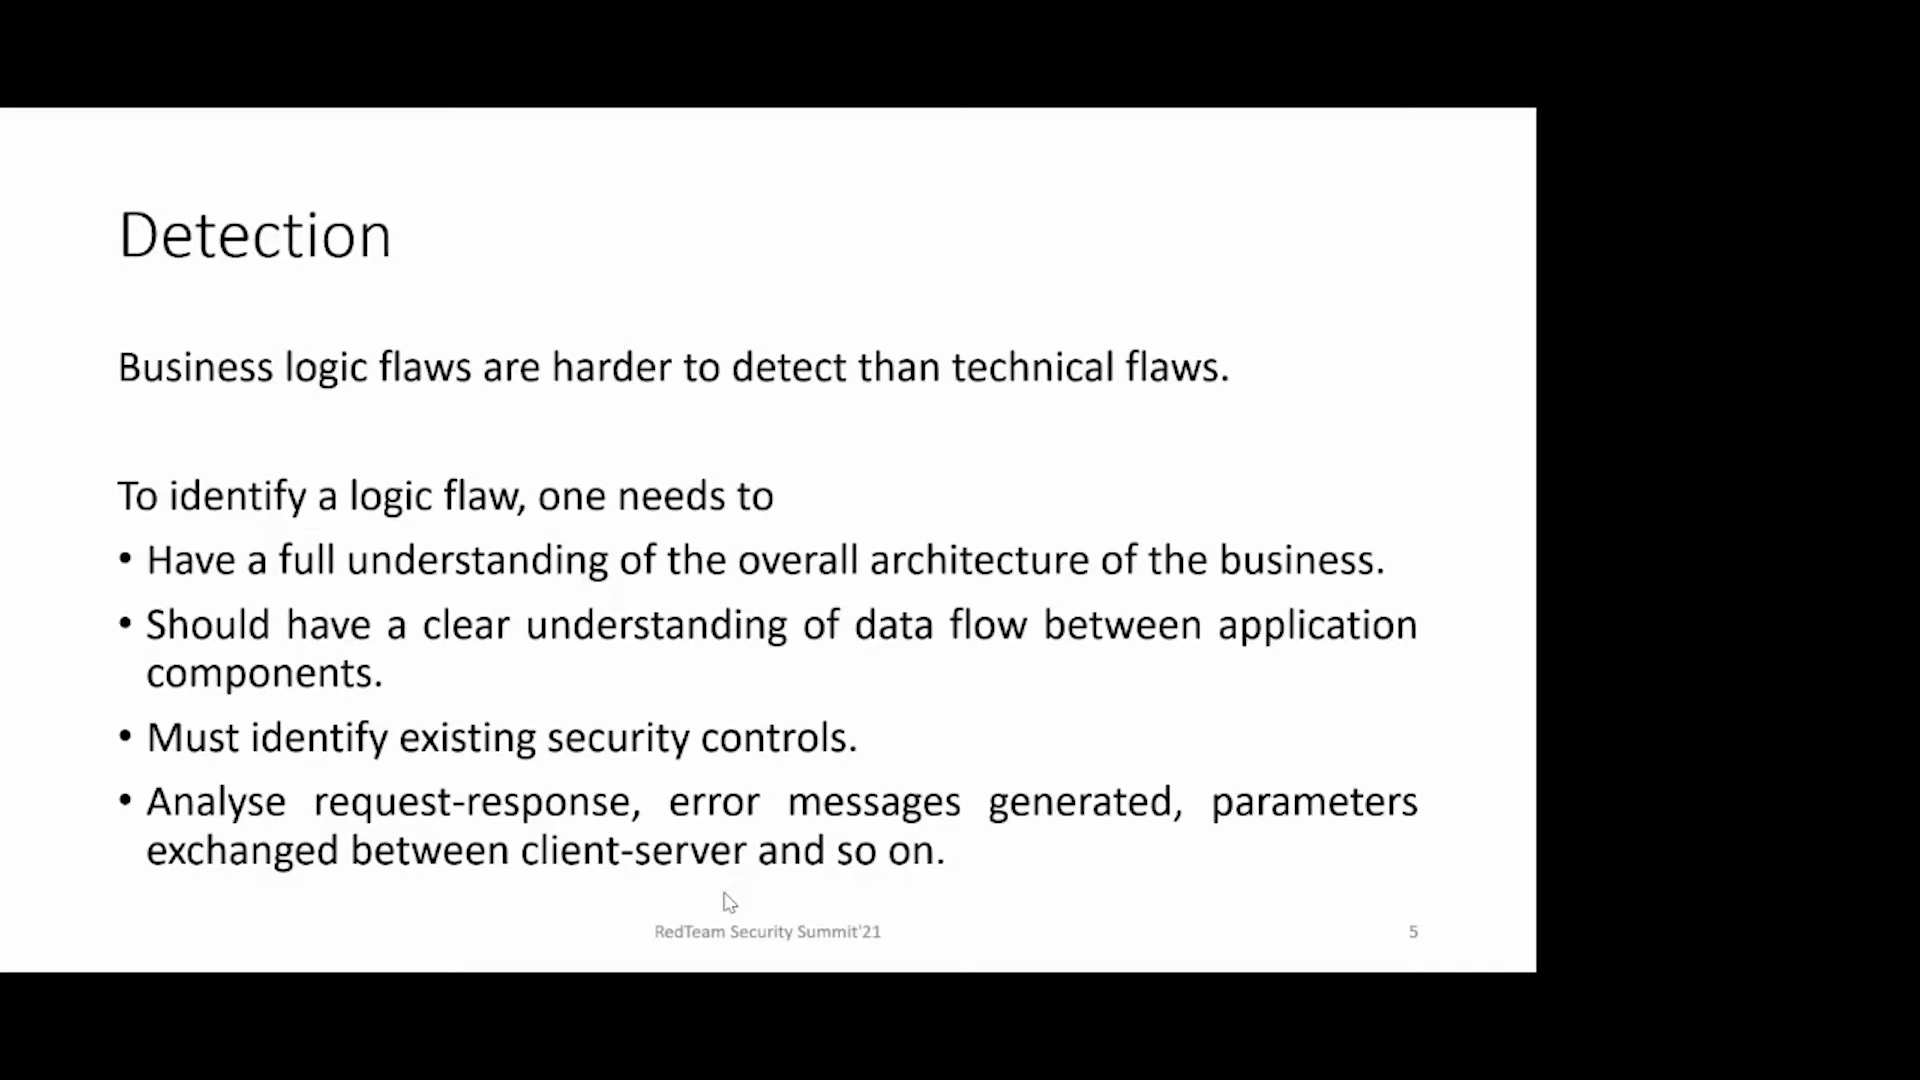 Detection
Business logic flaws are harder to detect than technical flaws.
To identify a logic flaw, one needs to
• Have a full understanding of the overall architecture of the business.
• Should have a clear understanding of data flow between application
components.
• Must identify existing security controls.
• Analyse request-response, error messages generated, parameters
exchanged between client-server and so on.
RedTeam Security Summit'21
5